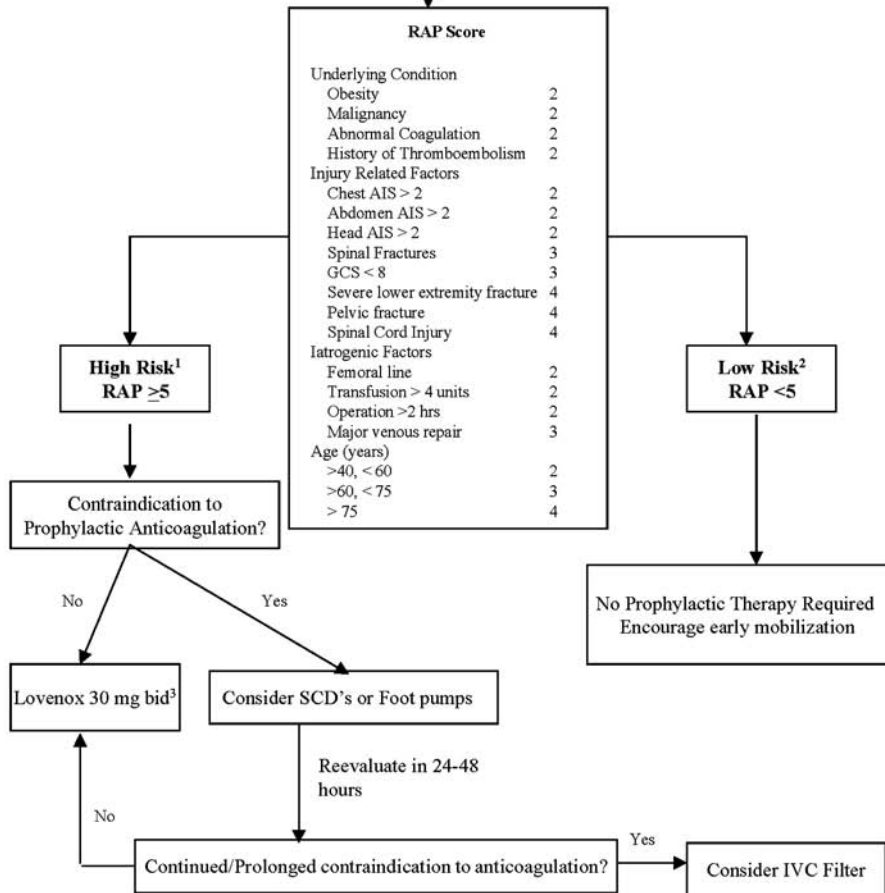 RAP Score
Underlying Condition
Obesity 2
Malignancy 2
Abnormal Coagulation 2
History of Thromboembolism 2
Injury Related Factors
Chest AIS > 2 2
Abdomen AIS > 2 2
Head AIS > 2 2
Spinal Fractures 3
GCS < 8 3
Severe lower extremity fracture 4
Pelvic fracture 4
Spinal Cord Injury 4
Iatrogenic Factors
Femoral line 2
Transfusion > 4 units 2
Operation >2 hrs 2
Major venous repair 3
Age (years)
>40, < 60 2
>60, < 75 3
> 75 4
High Risk¹
RAP ≥5
Low Risk²
RAP <5
Contraindication to
Prophylactic Anticoagulation?
No Prophylactic Therapy Required
Encourage early mobilization
No
Yes
Lovenox 30 mg bid³
Consider SCD's or Foot pumps
Reevaluate in 24-48
hours
No
Continued/Prolonged contraindication to anticoagulation?
Yes
Consider IVC Filter